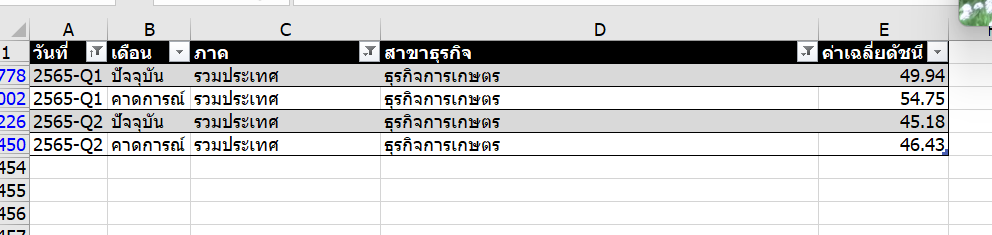 A B C D E
1 วันที่ เดือน ภาค สาขาธุรกิจ ค่าเฉลี่ยดัชนี
778 2565-Q1 ปัจจุบัน รวมประเทศ ธุรกิจการเกษตร 49.94
002 2565-Q1 คาดการณ์ รวมประเทศ ธุรกิจการเกษตร 54.75
226 2565-Q2 ปัจจุบัน รวมประเทศ ธุรกิจการเกษตร 45.18
450 2565-Q2 คาดการณ์ รวมประเทศ ธุรกิจการเกษตร 46.43
454
455
456
457